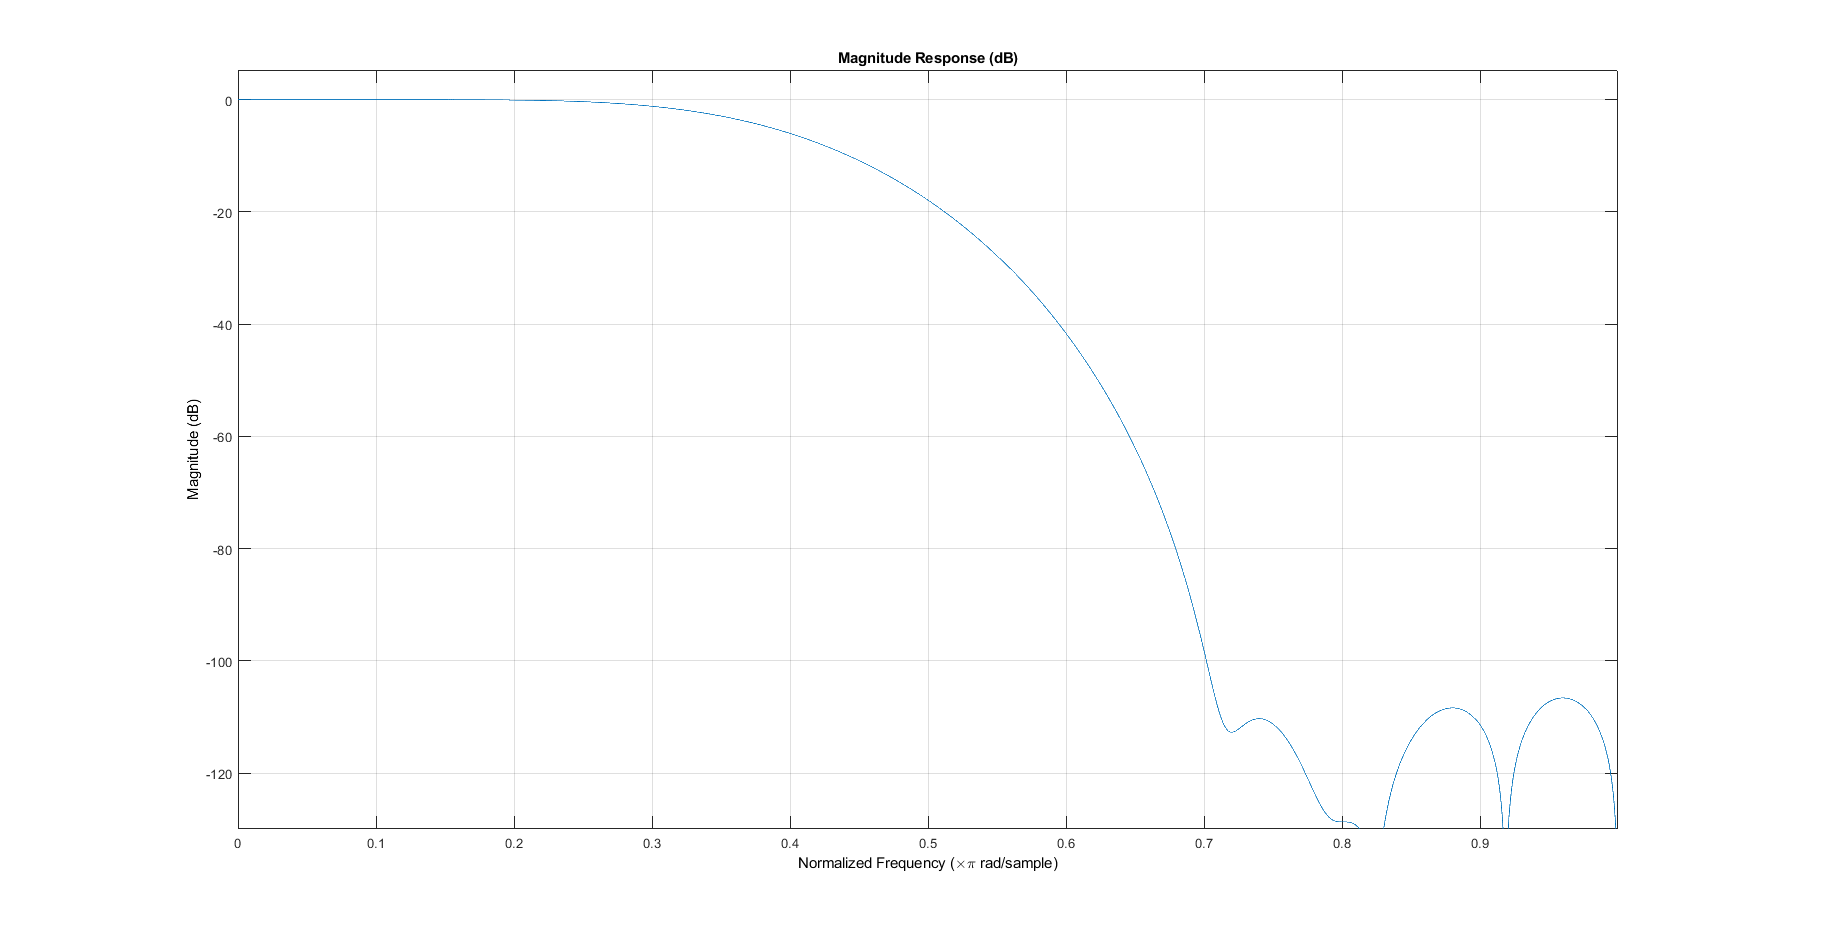 Magnitude Response (dB)
0
-20
-40
-60
-80
-100
-120
Magnitude (dB)
0 0.1 0.2 0.3 0.4 0.5 0.6 0.7 0.8 0.9
Normalized Frequency (×π rad/sample)